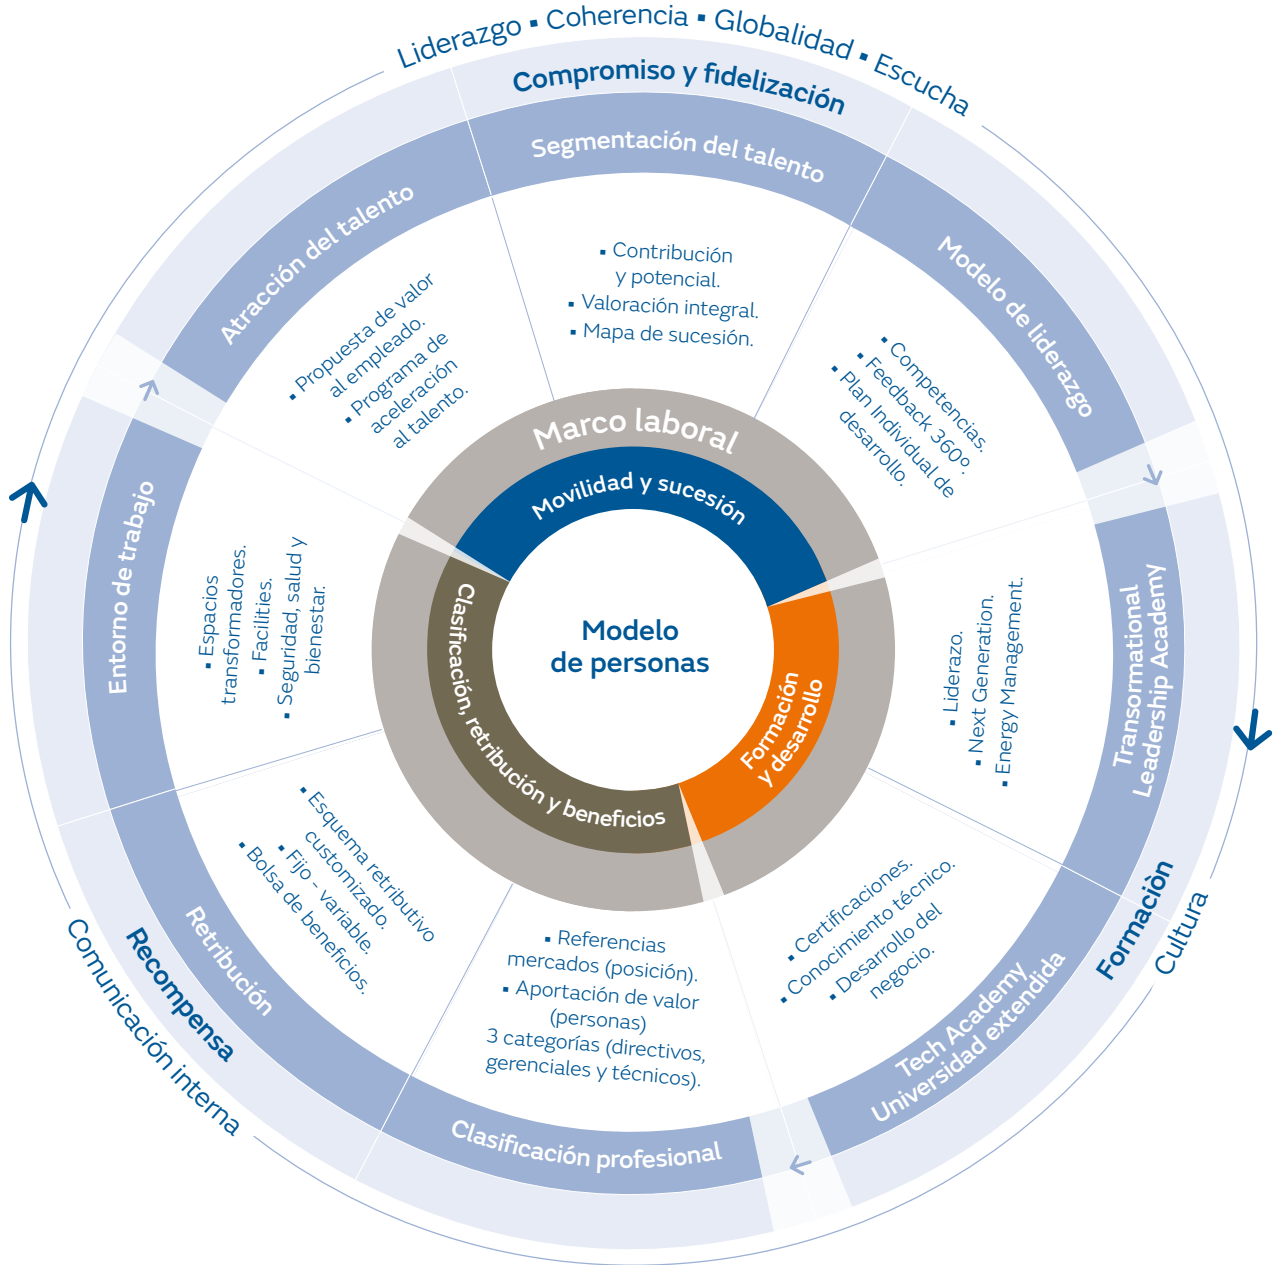 Liderazgo ▪ Coherencia ▪ Globalidad ▪ Escucha
Compromiso y fidelización
Segmentación del talento
▪ Contribución
y potencial.
▪ Valoración integral.
▪ Mapa de sucesión.
Modelo de liderazgo
▪ Competencias.
▪ Feedback 360º.
▪ Plan Individual de
desarrollo.
Transormational
Leadership Academy
▪ Liderazo.
▪ Next Generation.
▪ Energy Management.
Formaciòn
Cultura
Tech Academy
Universidad extendida
▪ Certificaciones.
▪ Conocimiento técnico.
▪ Desarrollo del
negocio.
Clasificación profesional
▪ Referencias
mercados (posición).
▪ Aportación de valor
(personas)
3 categorías (directivos,
gerenciales y técnicos).
Retribución
▪ Esquema retributivo
customizado.
▪ Fijo - variable.
▪ Bolsa de beneficios.
Recompensa
Comunicación interna
Entorno de trabajo
▪ Espacios
transformadores.
▪ Facilities.
▪ Seguridad, salud y
bienestar.
Atracción del talento
▪ Propuesta de valor
al empleado.
▪ Programa de
aceleración
al talento.
Marco laboral
Movilidad y sucesión
Formación
y desarrollo
Clasificación, retribución y beneficios
Modelo
de personas